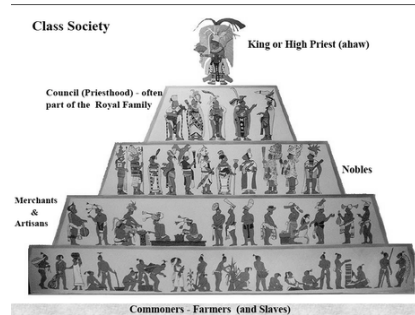 Class Society
King or High Priest (ahaw)
Council (Priesthood) - often
part of the Royal Family
Nobles
Merchants
&
Artisans
Commoners - Farmers (and Slaves)